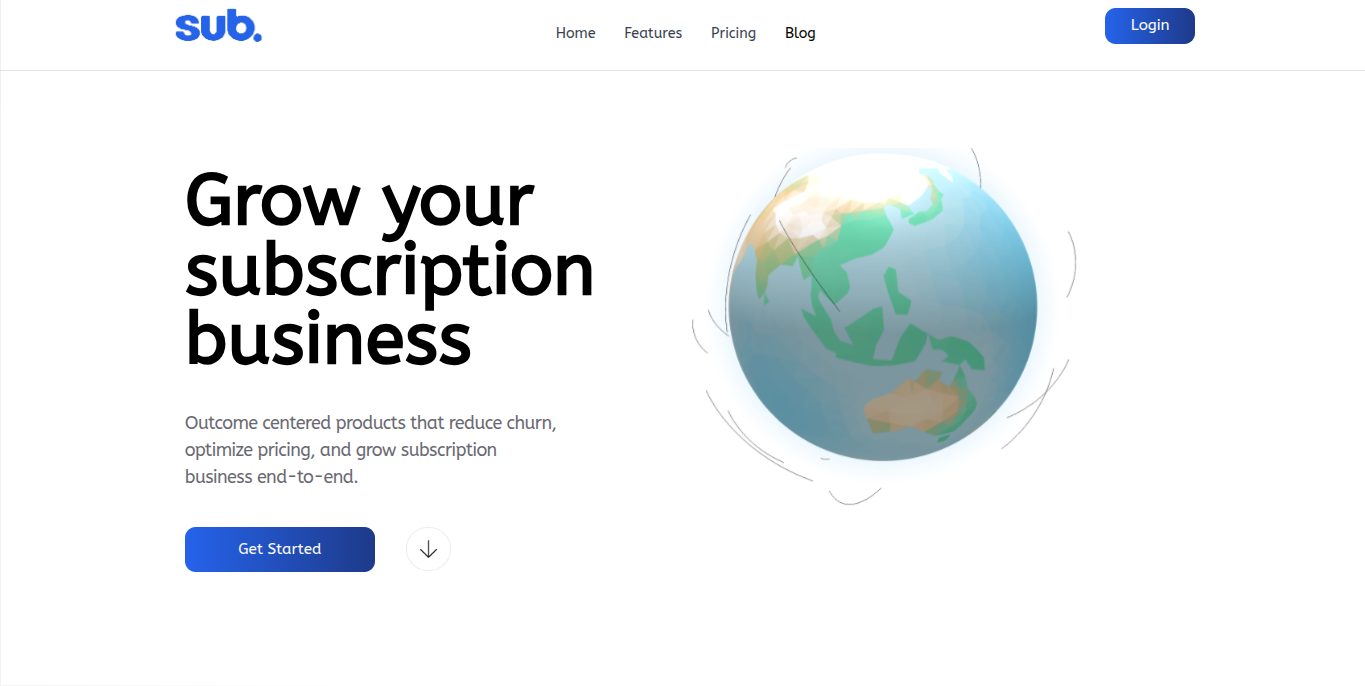 sub.
Home Features Pricing Blog
Login
Grow your
subscription
business
Outcome centered products that reduce churn,
optimize pricing, and grow subscription
business end-to-end.
Get Started